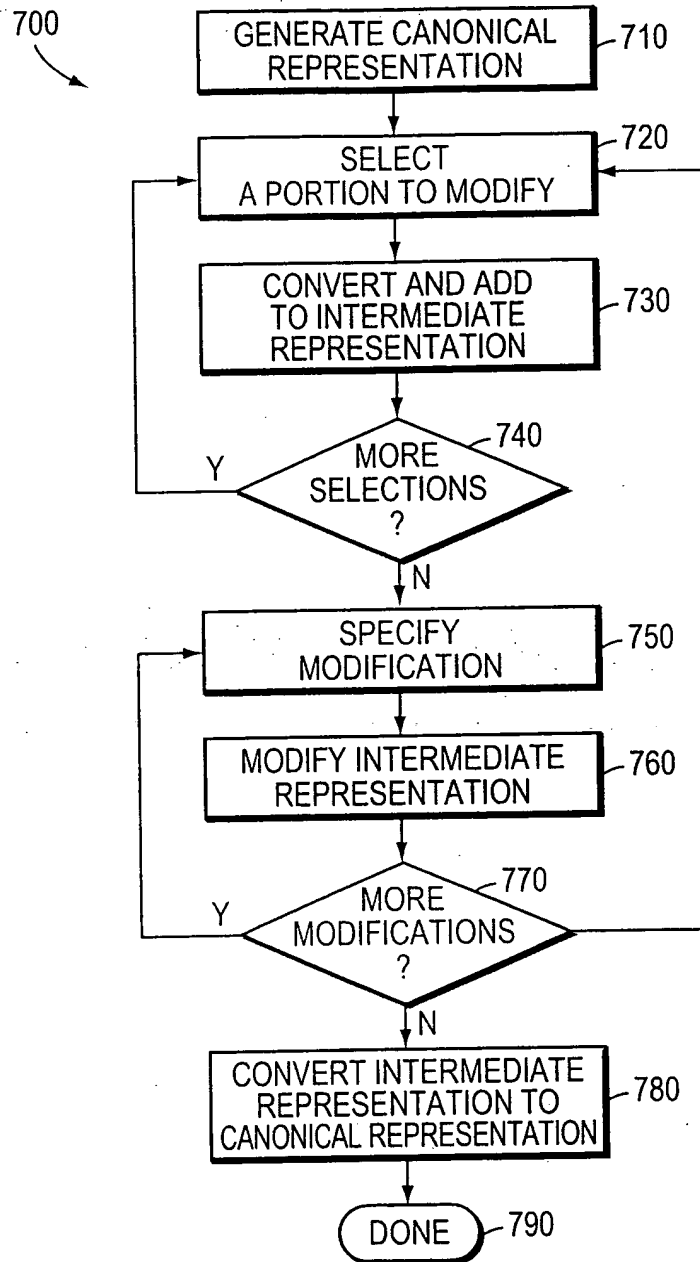 700
GENERATE CANONICAL
REPRESENTATION
710
720
SELECT
A PORTION TO MODIFY
CONVERT AND ADD
TO INTERMEDIATE
REPRESENTATION
730
740
MORE
SELECTIONS
?
Y
N
SPECIFY
MODIFICATION
750
MODIFY INTERMEDIATE
REPRESENTATION
760
770
MORE
MODIFICATIONS
?
Y
N
CONVERT INTERMEDIATE
REPRESENTATION TO
CANONICAL REPRESENTATION
780
DONE
790